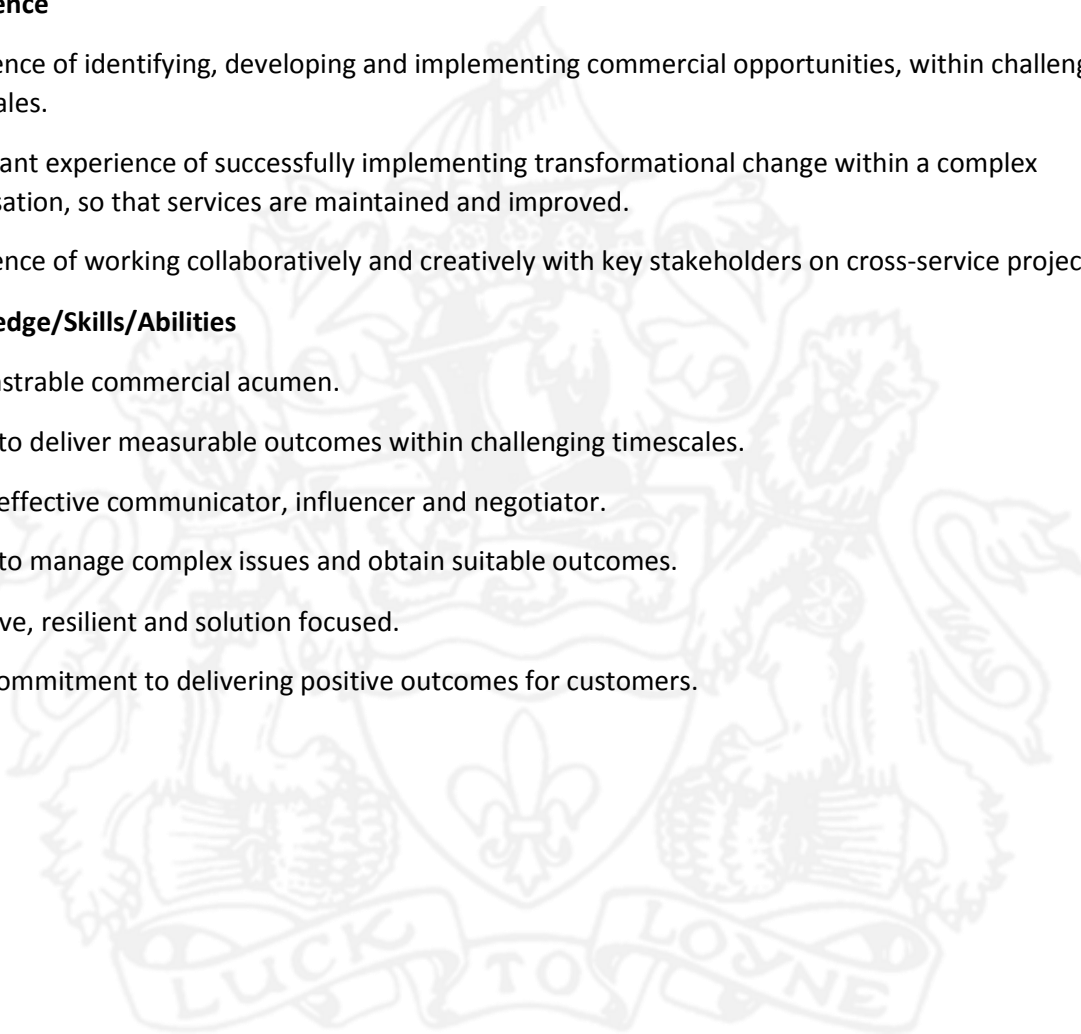 ence
ence of identifying, developing and implementing commercial opportunities, within challeng
ales.
ant experience of successfully implementing transformational change within a complex
sation, so that services are maintained and improved.
ence of working collaboratively and creatively with key stakeholders on cross-service projec
edge/Skills/Abilities
strable commercial acumen.
to deliver measurable outcomes within challenging timescales.
effective communicator, influencer and negotiator.
to manage complex issues and obtain suitable outcomes.
ve, resilient and solution focused.
ommitment to delivering positive outcomes for customers.
LUCK TO LOYNE